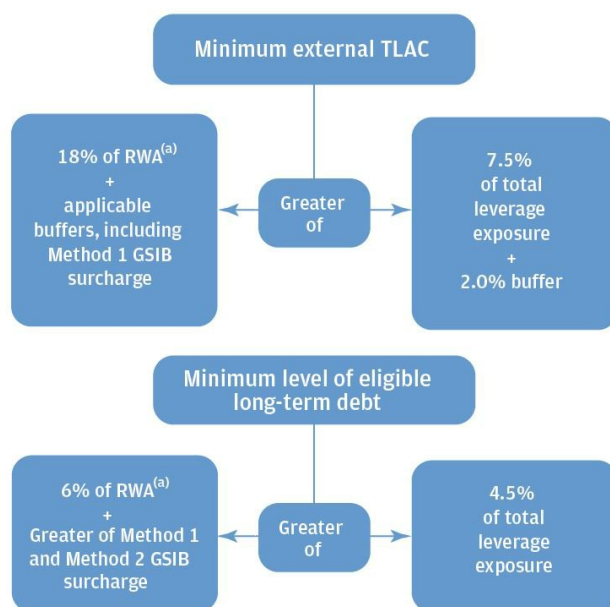 Minimum external TLAC
18% of RWA(a)
+
applicable
buffers, including
Method 1 GSIB
surcharge
Greater
of
7.5%
of total
leverage
exposure
+
2.0% buffer
Minimum level of eligible
long-term debt
6% of RWA(a)
+
Greater of Method 1
and Method 2 GSIB
surcharge
Greater
of
4.5%
of total
leverage
exposure